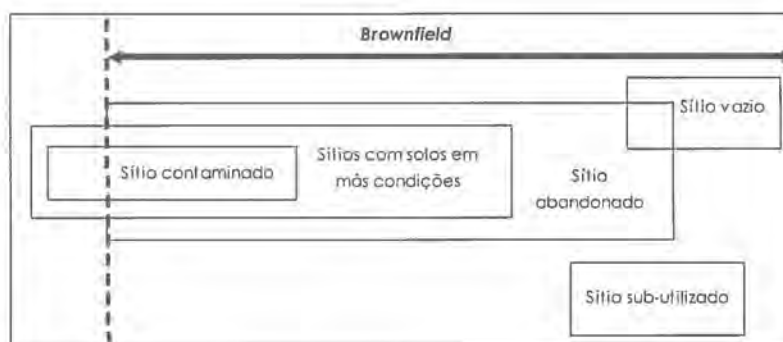 Brownfield
Sítio vazio
Sítios com solos em
más condições
Sítio contaminado
Sítio
abandonado
Sítio sub-utilizado